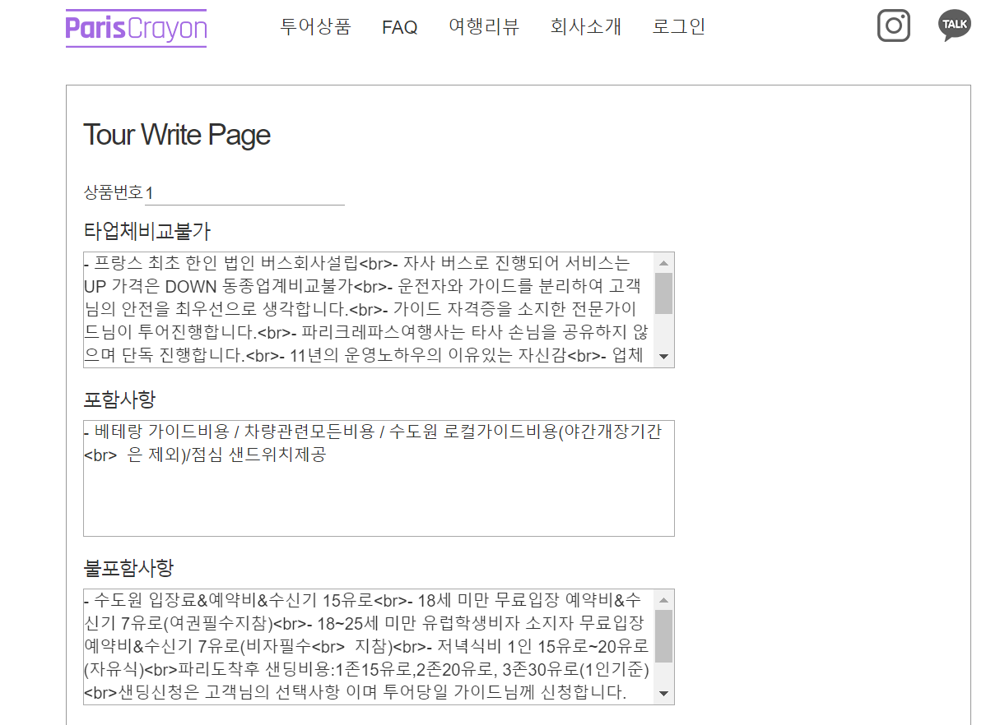 ParisCrayon
투어상품 FAQ 여행리뷰 회사소개 로그인
TALK
Tour Write Page
상품번호 1
타업체비교불가
- 프랑스 최초 한인 법인 버스회사설립<br>- 자사 버스로 진행되어 서비스는
UP 가격은 DOWN 동종업계비교불가<br>- 운전자와 가이드를 분리하여 고객
님의 안전을 최우선으로 생각합니다.<br>- 가이드 자격증을 소지한 전문가이
드님이 투어진행합니다.<br>- 파리크레파스여행사는 타사 손님을 공유하지 않
으며 단독 진행합니다.<br>- 11년의 운영노하우의 이유있는 자신감<br>- 업체
포함사항
- 베테랑 가이드비용 / 차량관련모든비용 / 수도원 로컬가이드비용(야간개장기간
<br>  은 제외)/점심 샌드위치제공
불포함사항
- 수도원 입장료&예약비&수신기 15유로<br>- 18세 미만 무료입장 예약비&수
신기 7유로(여권필수지참)<br>- 18~25세 미만 유럽학생비자 소지자 무료입장
예약비&수신기 7유로(비자필수<br>  지참)<br>- 저녁식비 1인 15유로~20유로
(자유식)<br>파리도착후 샌딩비용:1존15유로,2존20유로, 3존30유로(1인기준)
<br>샌딩신청은 고객님의 선택사항 이며 투어당일 가이드님께 신청합니다.